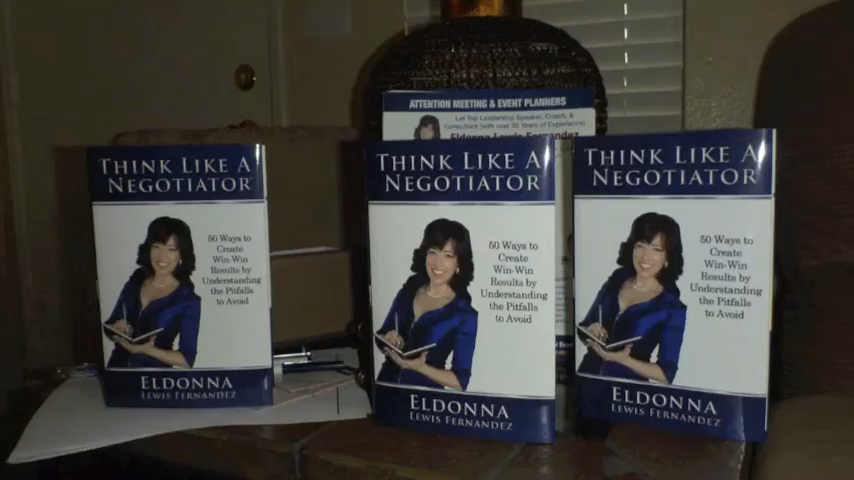 ATTENTION MEETING & EVENT PLANNERS
Let Top Leadership Speaker, Coach, &
Consultant (with over 30 Years of Experience)
Eldonna Lewis Fernandez
THINK LIKE A
NEGOTIATOR
50 Ways to
Create
Win-Win
Results by
Understanding
the Pitfalls
to Avoid
ELDONNA
LEWIS FERNANDEZ
THINK LIKE A
NEGOTIATOR
50 Ways to
Create
Win-Win
Results by
Understanding
the Pitfalls
to Avoid
ELDONNA
LEWIS FERNANDEZ
THINK LIKE A
NEGOTIATOR
50 Ways to
Create
Win-Win
Results by
Understanding
the Pitfalls
to Avoid
ELDONNA
LEWIS FERNANDEZ